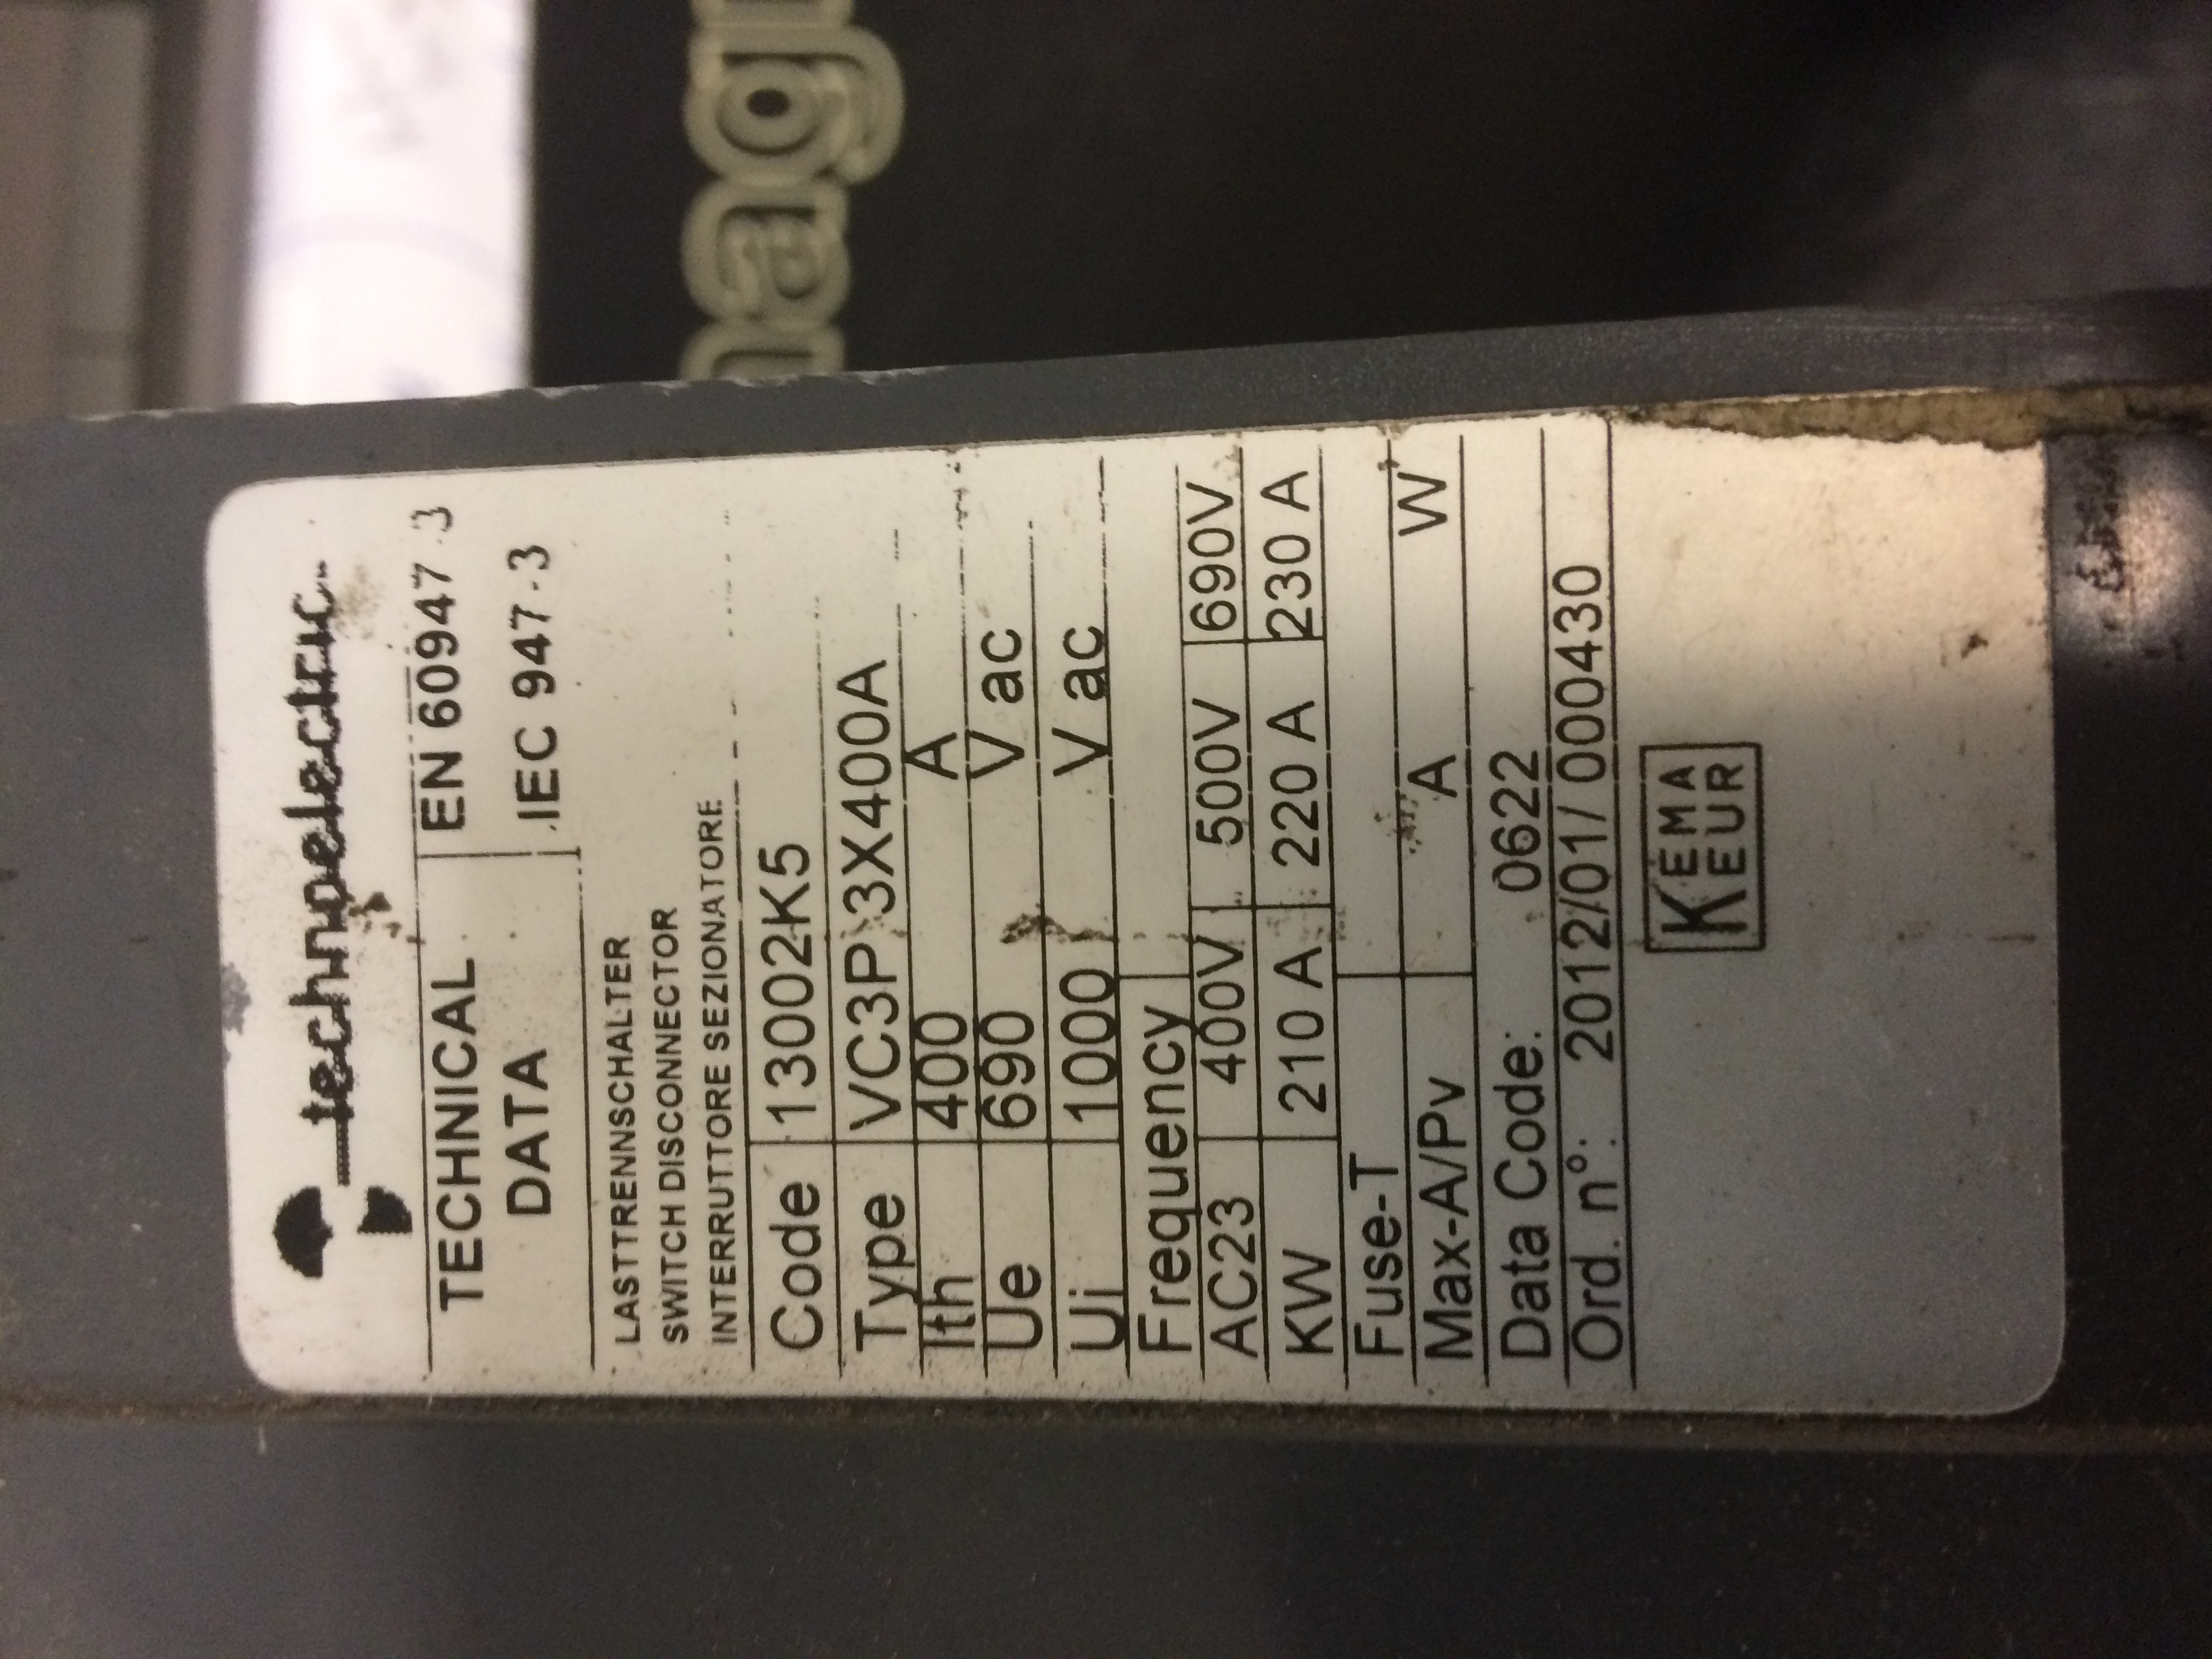 technoelectric
TECHNICAL DATA
EN 60947-3
IEC 947-3
LASTTRENNSCHALTER
SWITCH DISCONNECTOR
INTERRUTTORE SEZIONATORE
Code 13002K5
Type VC3P 3X400A
Ith 400 A
Ue 690 V ac
Ui 1000 V ac
Frequency
AC23 400V 500V 690V
KW 210 A 220 A 230 A
Fuse-T
Max-A/Pv A W
Data Code: 0622
Ord. n°: 2012/01/000430
KEMA
KEUR